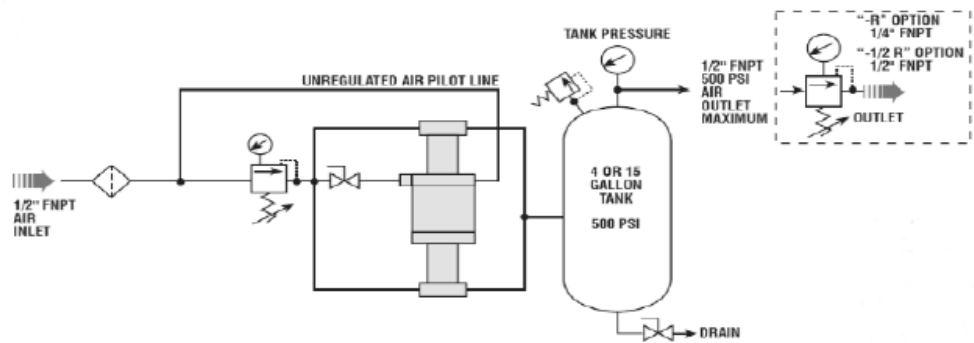 UNREGULATED AIR PILOT LINE
1/2" FNPT
AIR
INLET
TANK PRESSURE
4 OR 15
GALLON
TANK
500 PSI
1/2" FNPT
500 PSI
AIR
OUTLET
MAXIMUM
"-R" OPTION
1/4" FNPT
"-1/2 R" OPTION
1/2" FNPT
OUTLET
DRAIN